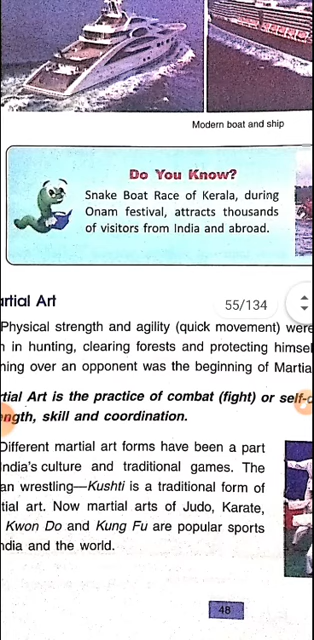 Modern boat and ship
Do You Know?
Snake Boat Race of Kerala, during
Onam festival, attracts thousands
of visitors from India and abroad.
artial Art
55/134
Physical strength and agility (quick movement) were
n in hunting, clearing forests and protecting himsel
ning over an opponent was the beginning of Martia
rtial Art is the practice of combat (fight) or self-d
ength, skill and coordination.
Different martial art forms have been a part
India's culture and traditional games. The
an wrestling—Kushti is a traditional form of
tial art. Now martial arts of Judo, Karate,
Kwon Do and Kung Fu are popular sports
ndia and the world.
48